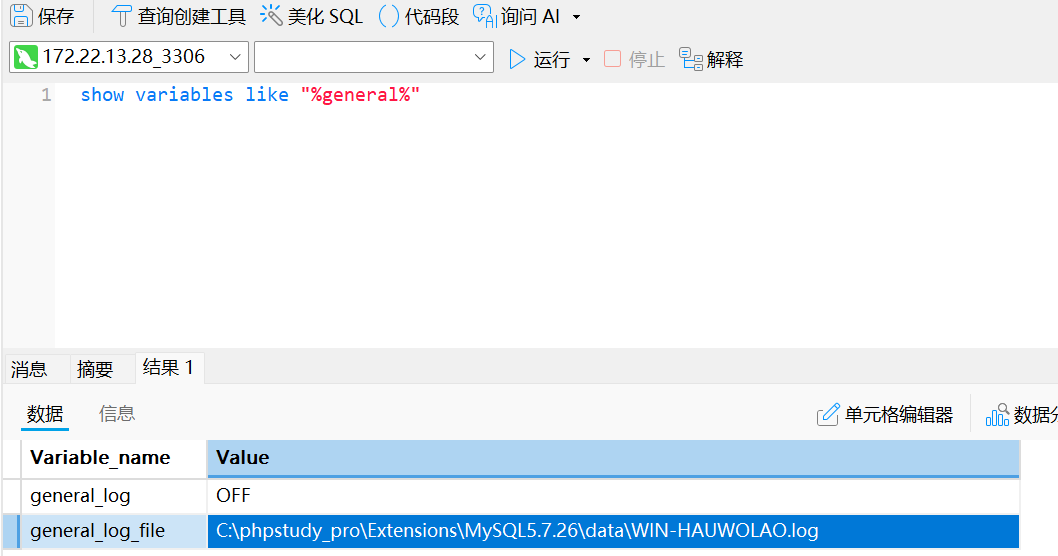 保存 查询创建工具 美化 SQL () 代码段 询问 AI
172.22.13.28_3306 运行 停止 解释
1 show variables like "%general%"
消息 摘要 结果 1
数据 信息 单元格编辑器 数据分
Variable_name Value
general_log OFF
general_log_file C:\phpstudy_pro\Extensions\MySQL5.7.26\data\WIN-HAUWOLAO.log